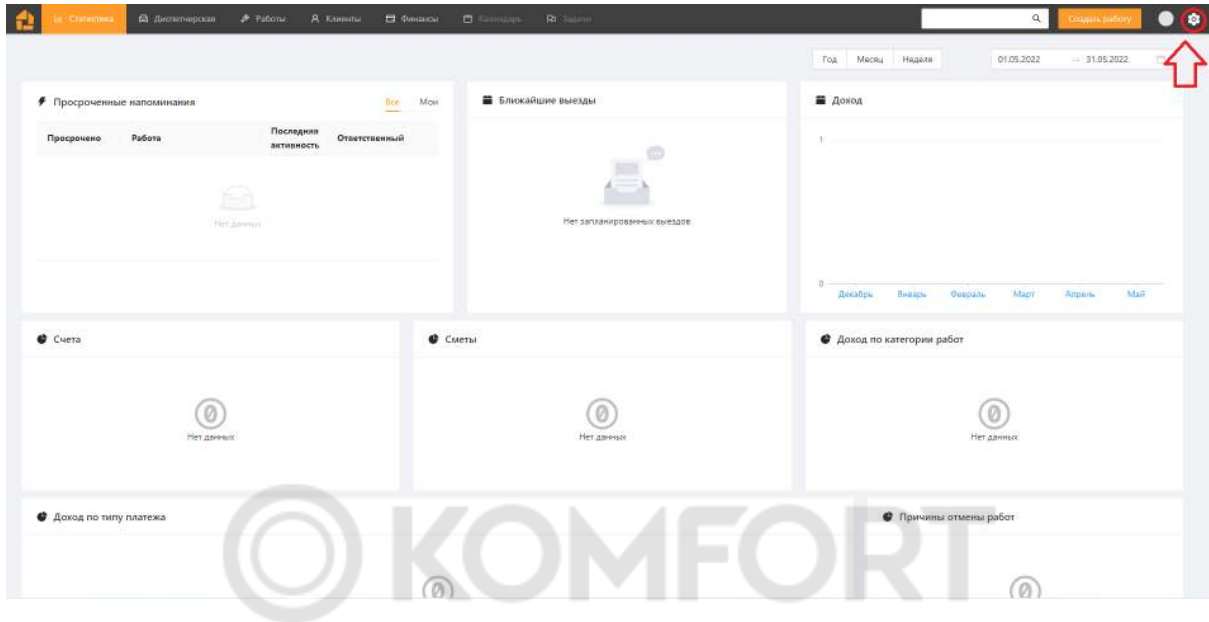 Статистика Диспетчерская Работы Клиенты Финансы Календарь Задачи Создать работу
Год Месяц Неделя 01.05.2022 → 31.05.2022
Просроченные напоминания Все Мои
Просрочено Работа Последняя активность Ответственный
Нет данных
Ближайшие выезды
Нет запланированных выездов
Доход
1
0
Декабрь Январь Февраль Март Апрель Май
Счета
Нет данных
Сметы
Нет данных
Доход по категории работ
Нет данных
Доход по типу платежа
Причины отмены работ
KOMFORT